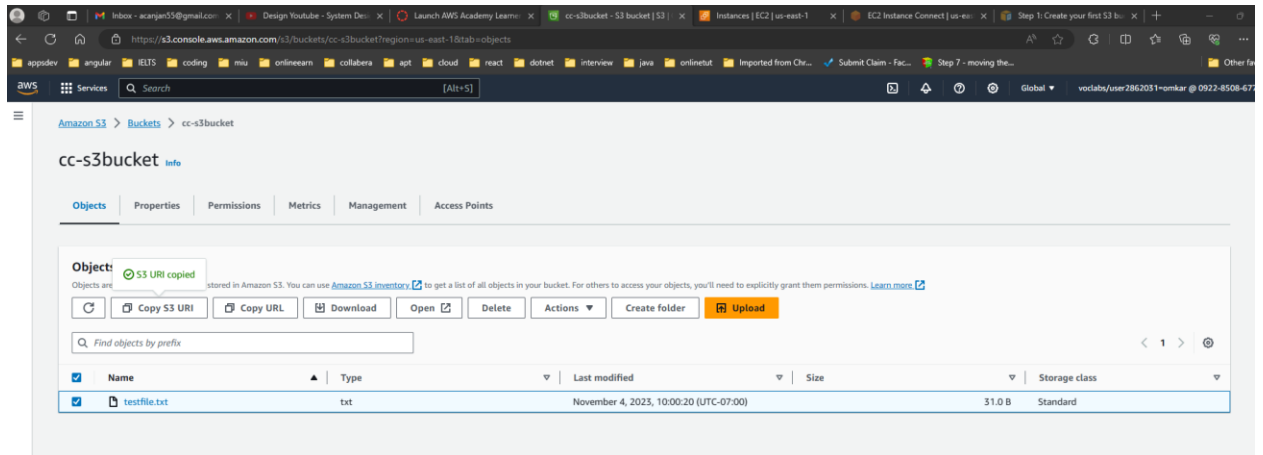 Inbox - acanjan55@gmail.com
Design Youtube - System Desi
Launch AWS Academy Learner
cc-s3bucket - S3 bucket | S3 |
Instances | EC2 | us-east-1
EC2 Instance Connect | us-eas
Step 1: Create your first S3 bu
https://s3.console.aws.amazon.com/s3/buckets/cc-s3bucket?region=us-east-1&tab=objects
appsdev angular IELTS coding miu onlineearn collabera apt cloud react dotnet interview java onlinetut Imported from Chr... Submit Claim - Fac... Step 7 - moving the... Other fav
aws Services Search [Alt+S] Global voclabs/user2862031=omkar @ 0922-8508-677
Amazon S3 > Buckets > cc-s3bucket
cc-s3bucket Info
Objects Properties Permissions Metrics Management Access Points
Objects
S3 URI copied
Objects are stored in Amazon S3. You can use Amazon S3 inventory to get a list of all objects in your bucket. For others to access your objects, you'll need to explicitly grant them permissions. Learn more
Copy S3 URI Copy URL Download Open Delete Actions Create folder Upload
Find objects by prefix < 1 >
Name Type Last modified Size Storage class
testfile.txt txt November 4, 2023, 10:00:20 (UTC-07:00) 31.0 B Standard